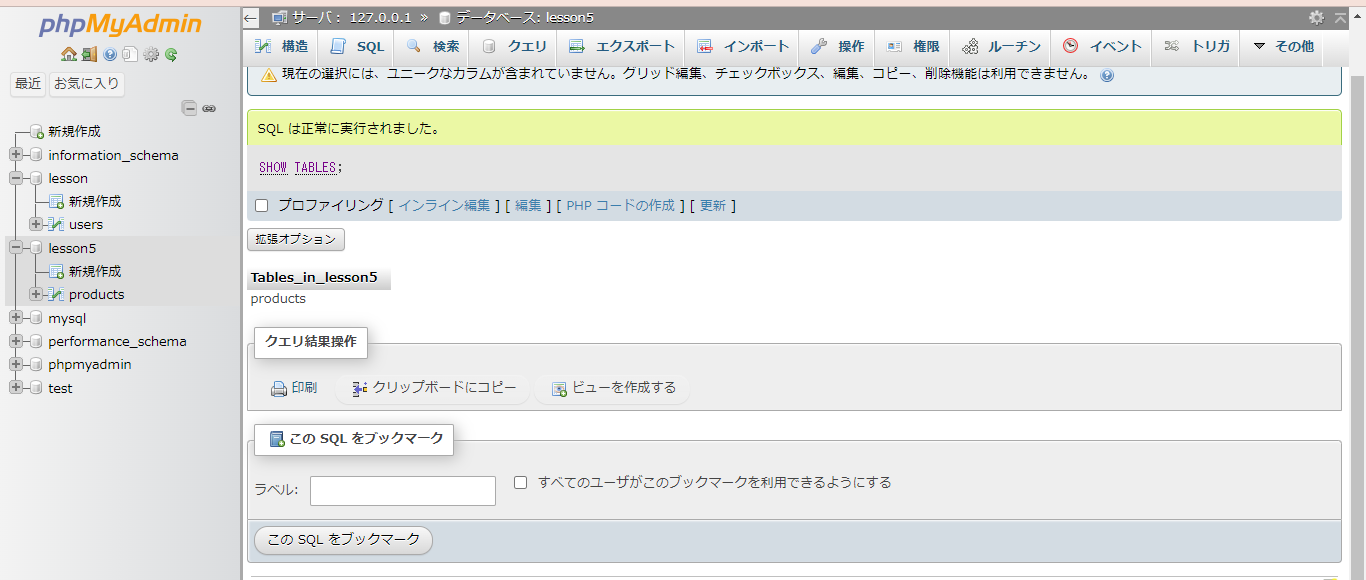 phpMyAdmin
最近 お気に入り
新規作成
information_schema
lesson
新規作成
users
lesson5
新規作成
products
mysql
performance_schema
phpmyadmin
test
サーバ: 127.0.0.1 » データベース: lesson5
構造 SQL 検索 クエリ エクスポート インポート 操作 権限 ルーチン イベント トリガ その他
現在の選択には、ユニークなカラムが含まれていません。グリッド編集、チェックボックス、編集、コピー、削除機能は利用できません。
SQL は正常に実行されました。
SHOW TABLES;
プロファイリング [ インライン編集 ] [ 編集 ] [ PHP コードの作成 ] [ 更新 ]
拡張オプション
Tables_in_lesson5
products
クエリ結果操作
印刷 クリップボードにコピー ビューを作成する
この SQL をブックマーク
ラベル: すべてのユーザがこのブックマークを利用できるようにする
この SQL をブックマーク